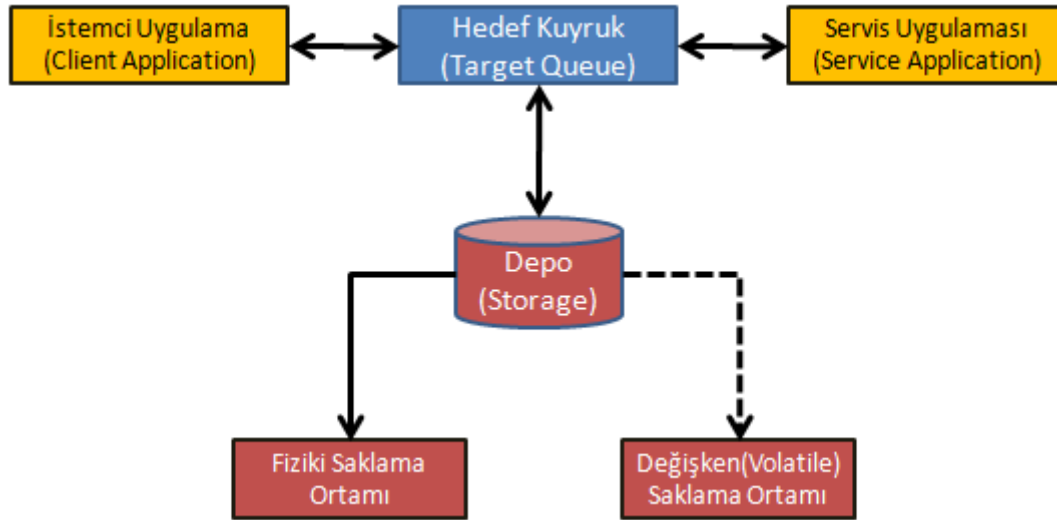 İstemci Uygulama
(Client Application)
Hedef Kuyruk
(Target Queue)
Servis Uygulaması
(Service Application)
Depo
(Storage)
Fiziki Saklama
Ortamı
Değişken(Volatile)
Saklama Ortamı